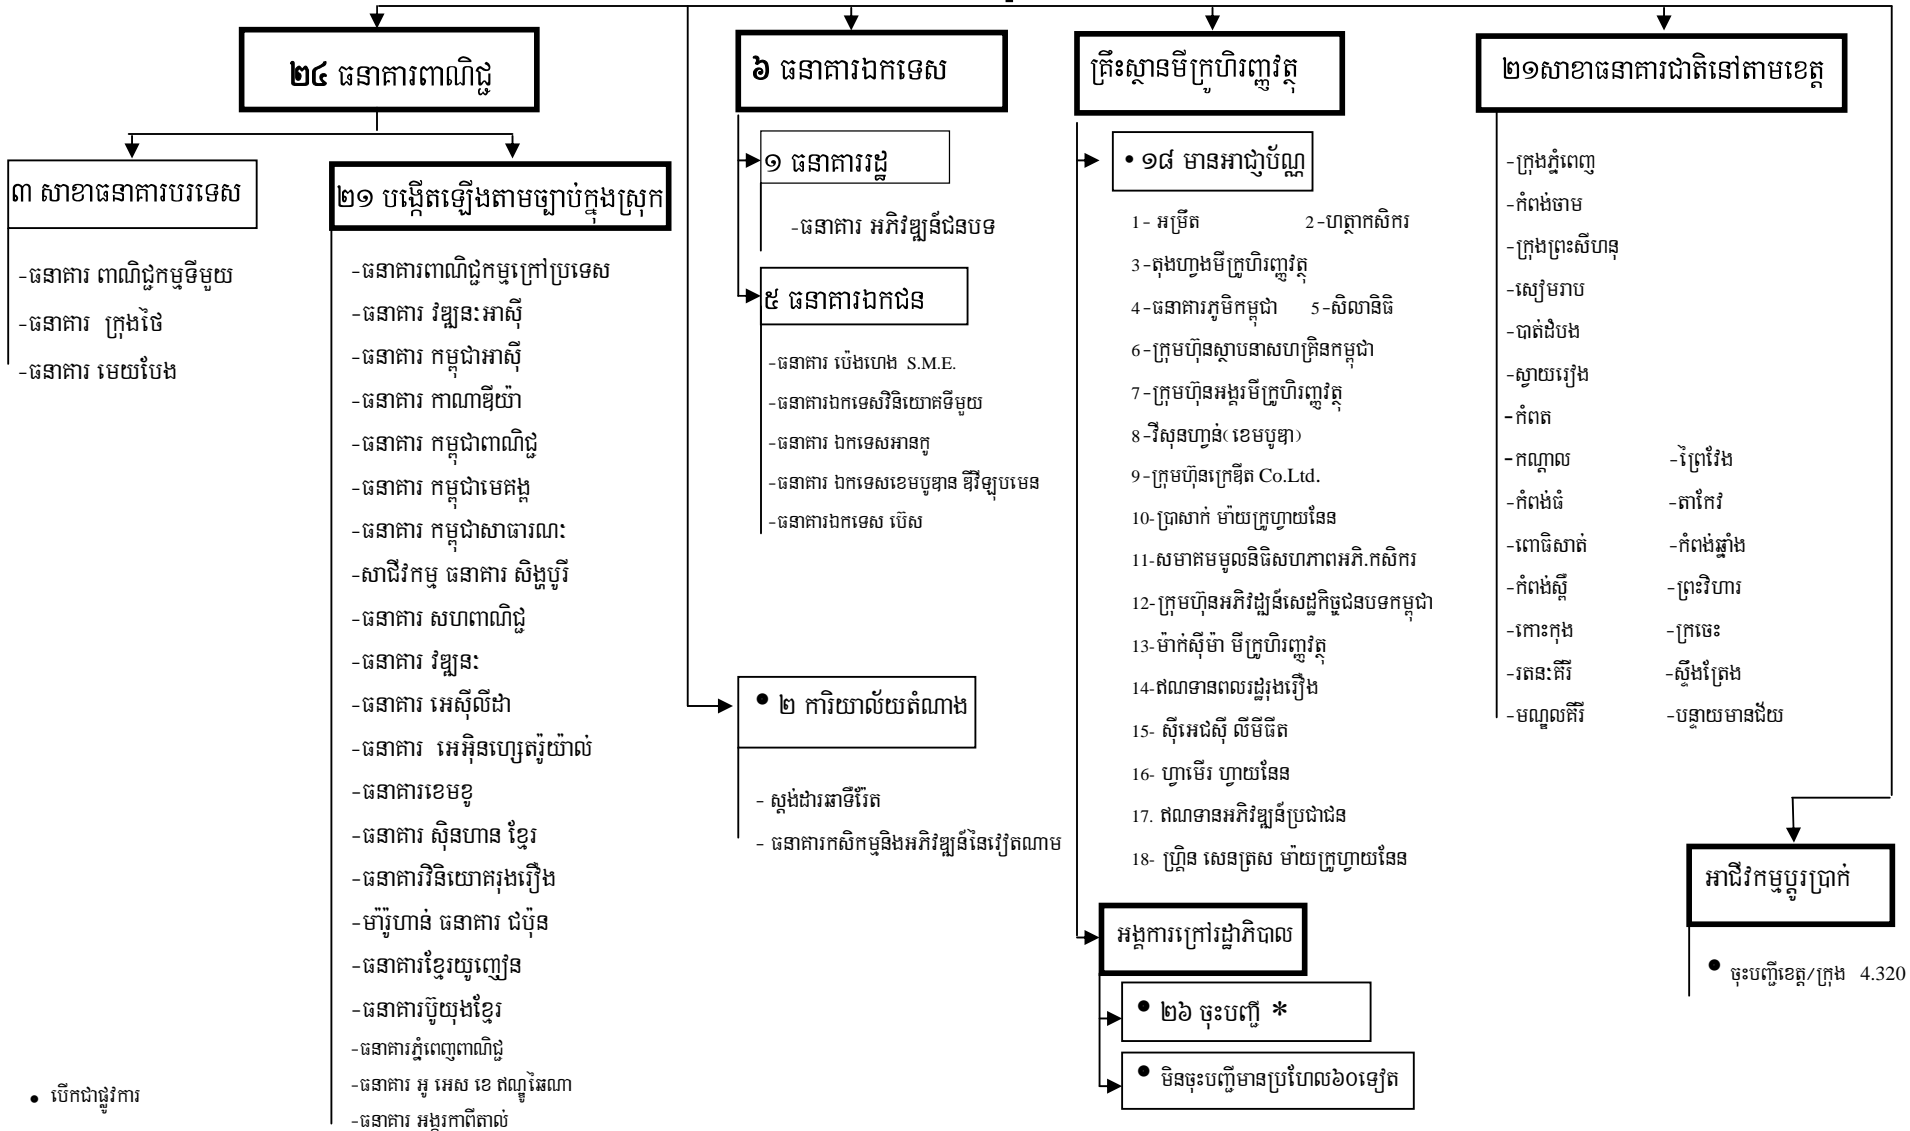 ២៤ ធនាគារពាណិជ្ជ
៣ សាខាធនាគារបរទេស
-ធនាគារ ពាណិជ្ជកម្មទីមួយ
-ធនាគារ ក្រុងថៃ
-ធនាគារ មេយបែង
២១ បង្កើតឡើងតាមច្បាប់ក្នុងស្រុក
-ធនាគារពាណិជ្ជកម្មក្រៅប្រទេស
-ធនាគារ វឌ្ឍនៈអាស៊ី
-ធនាគារ កម្ពុជាអាស៊ី
-ធនាគារ កាណាឌីយ៉ា
-ធនាគារ កម្ពុជាពាណិជ្ជ
-ធនាគារ កម្ពុជាមេគង្គ
-ធនាគារ កម្ពុជាសាធារណៈ
-សាជីវកម្ម ធនាគារ សិង្ហបូរី
-ធនាគារ សហពាណិជ្ជ
-ធនាគារ វឌ្ឍនៈ
-ធនាគារ អេស៊ីលីដា
-ធនាគារ អេអ៊ិនហ្សេតរ៉ូយ៉ាល់
-ធនាគារខេមខូ
-ធនាគារ ស៊ិនហាន ខ្មែរ
-ធនាគារវិនិយោគរុងរឿង
-ម៉ារ៉ូហាន់ ធនាគារ ជប៉ុន
-ធនាគារខ្មែរយូញៀន
-ធនាគារប៊ូយុងខ្មែរ
-ធនាគារភ្នំពេញពាណិជ្ជ
-ធនាគារ អូ អេស ខេ ឥណ្ឌូឆៃណា
-ធនាគារ អង្គរកាពីតាល់
៦ ធនាគារឯកទេស
១ ធនាគាររដ្ឋ
-ធនាគារ អភិវឌ្ឍន៍ជនបទ
៥ ធនាគារឯកជន
-ធនាគារ ប៉េងហេង S.M.E.
-ធនាគារឯកទេសវិនិយោគទីមួយ
-ធនាគារ ឯកទេសអានកូ
-ធនាគារ ឯកទេសខេមបូឌាន ឌីវីឡុបមេន
-ធនាគារឯកទេស ប៊េស
• ២ ការិយាល័យតំណាង
- ស្តង់ដារឆាទឺរ៉ែត
- ធនាគារកសិកម្មនិងអភិវឌ្ឍន៍នៃវៀតណាម
គ្រឹះស្ថានមីក្រូហិរញ្ញវត្ថុ
• ១៨ មានអាជ្ញាប័ណ្ណ
1- អម្រឹត 2-ហត្ថាកសិករ
3-តុងហ្វាងមីក្រូហិរញ្ញវត្ថុ
4-ធនាគារភូមិកម្ពុជា 5-សិលានិធិ
6-ក្រុមហ៊ុនស្ថាបនាសហគ្រិនកម្ពុជា
7-ក្រុមហ៊ុនអង្គរមីក្រូហិរញ្ញវត្ថុ
8-វីសុនហ្វាន់( ខេមបូឌា)
9-ក្រុមហ៊ុនក្រេឌីត Co.Ltd.
10-ប្រាសាក់ ម៉ាយក្រូហ្វាយនែន
11-សមាគមមូលនិធិសហភាពអភិ.កសិករ
12-ក្រុមហ៊ុនអភិវឌ្ឍន៍សេដ្ឋកិច្ចជនបទកម្ពុជា
13-ម៉ាក់ស៊ីម៉ា មីក្រូហិរញ្ញវត្ថុ
14-ឥណទានពលរដ្ឋរុងរឿង
15- ស៊ីអេជស៊ី លីមីធីត
16- ហ្វាមើរ ហ្វាយនែន
17. ឥណទានអភិវឌ្ឍន៍ប្រជាជន
18- ហ្គ្រិន សេនត្រស ម៉ាយក្រូហ្វាយនែន
អង្គការក្រៅរដ្ឋាភិបាល
• ២៦ ចុះបញ្ជី *
• មិនចុះបញ្ជីមានប្រហែល៦០ទៀត
២១សាខាធនាគារជាតិនៅតាមខេត្ត
-ក្រុងភ្នំពេញ
-កំពង់ចាម
-ក្រុងព្រះសីហនុ
-សៀមរាប
-បាត់ដំបង
-ស្វាយរៀង
-កំពត
-កណ្តាល -ព្រៃវែង
-កំពង់ធំ -តាកែវ
-ពោធិសាត់ -កំពង់ឆ្នាំង
-កំពង់ស្ពឺ -ព្រះវិហារ
-កោះកុង -ក្រចេះ
-រតនៈគីរី -ស្ទឹងត្រែង
-មណ្ឌលគីរី -បន្ទាយមានជ័យ
អាជីវកម្មប្តូរប្រាក់
• ចុះបញ្ជីខេត្ត/ក្រុង 4.320
• បើកជាផ្លូវការ